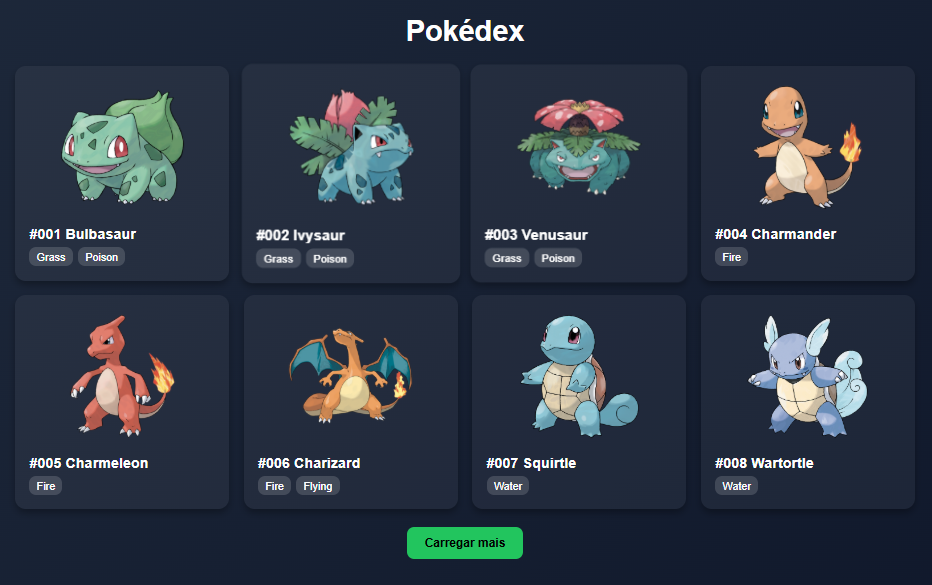 Pokédex
#001 Bulbasaur
Grass Poison
#002 Ivysaur
Grass Poison
#003 Venusaur
Grass Poison
#004 Charmander
Fire
#005 Charmeleon
Fire
#006 Charizard
Fire Flying
#007 Squirtle
Water
#008 Wartortle
Water
Carregar mais